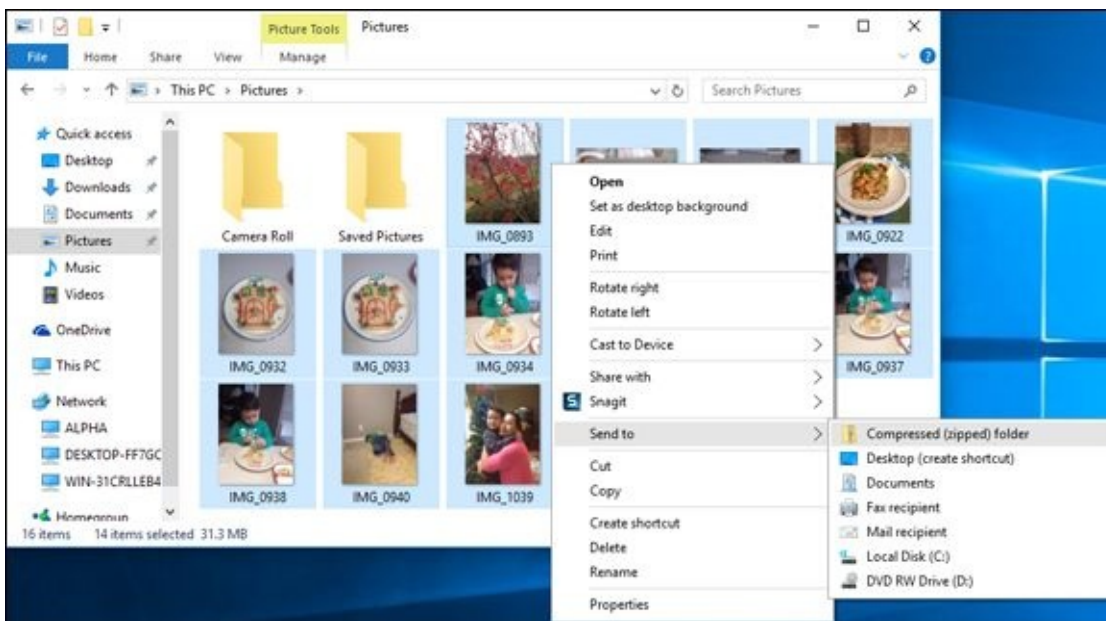 Picture Tools Pictures
File Home Share View Manage
This PC Pictures Search Pictures
Quick access
Desktop
Downloads
Documents
Pictures
Music
Videos
OneDrive
This PC
Network
ALPHA
DESKTOP-FF7GC
WIN-31CRLLEB4
Homegroup
Camera Roll Saved Pictures IMG_0893 IMG_0922
IMG_0932 IMG_0933 IMG_0934 IMG_0937
IMG_0938 IMG_0940 IMG_1039
16 items 14 items selected 31.3 MB
Open
Set as desktop background
Edit
Print
Rotate right
Rotate left
Cast to Device
Share with
Snagit
Send to
Cut
Copy
Create shortcut
Delete
Rename
Properties
Compressed (zipped) folder
Desktop (create shortcut)
Documents
Fax recipient
Mail recipient
Local Disk (C:)
DVD RW Drive (D:)